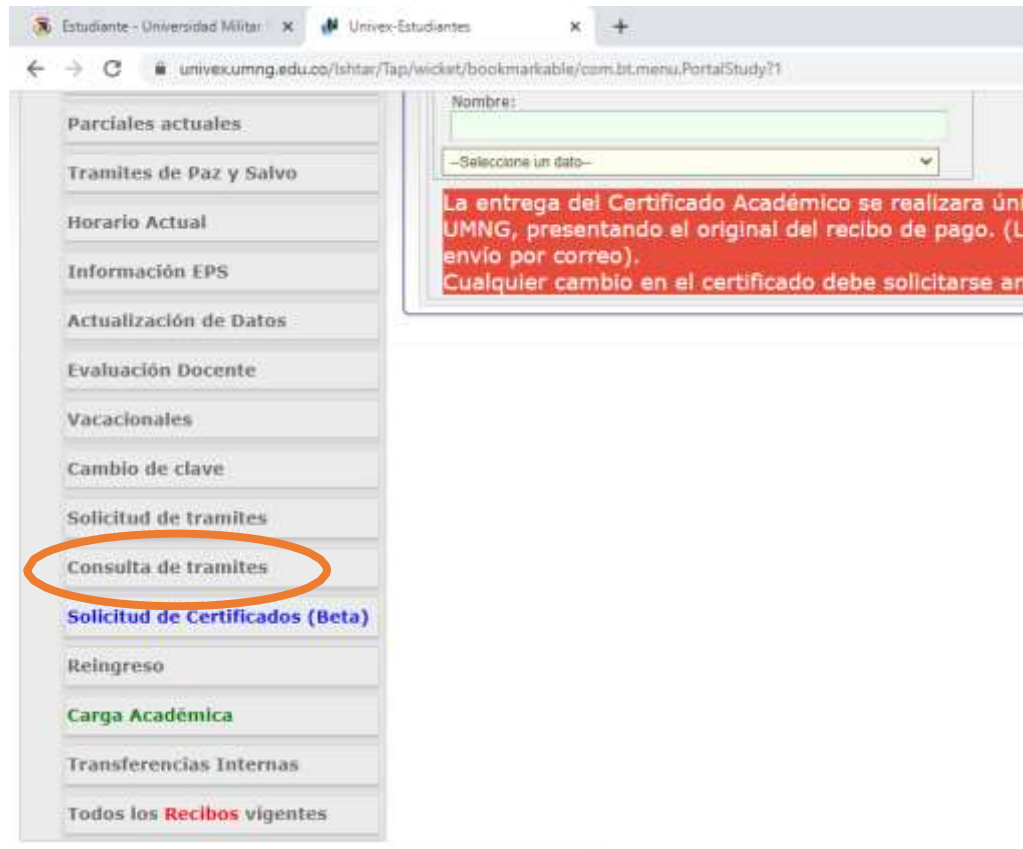 Estudiante - Universidad Militar
Univex-Estudiantes
univex.umng.edu.co/Ishtar/Tap/wicket/bookmarkable/com.bt.menu.PortalStudy?1
Parciales actuales
Tramites de Paz y Salvo
Horario Actual
Información EPS
Actualización de Datos
Evaluación Docente
Vacacionales
Cambio de clave
Solicitud de tramites
Consulta de tramites
Solicitud de Certificados (Beta)
Reingreso
Carga Académica
Transferencias Internas
Todos los Recibos vigentes
Nombre:
--Seleccione un dato--
La entrega del Certificado Académico se realizara úni
UMNG, presentando el original del recibo de pago. (L
envío por correo).
Cualquier cambio en el certificado debe solicitarse an